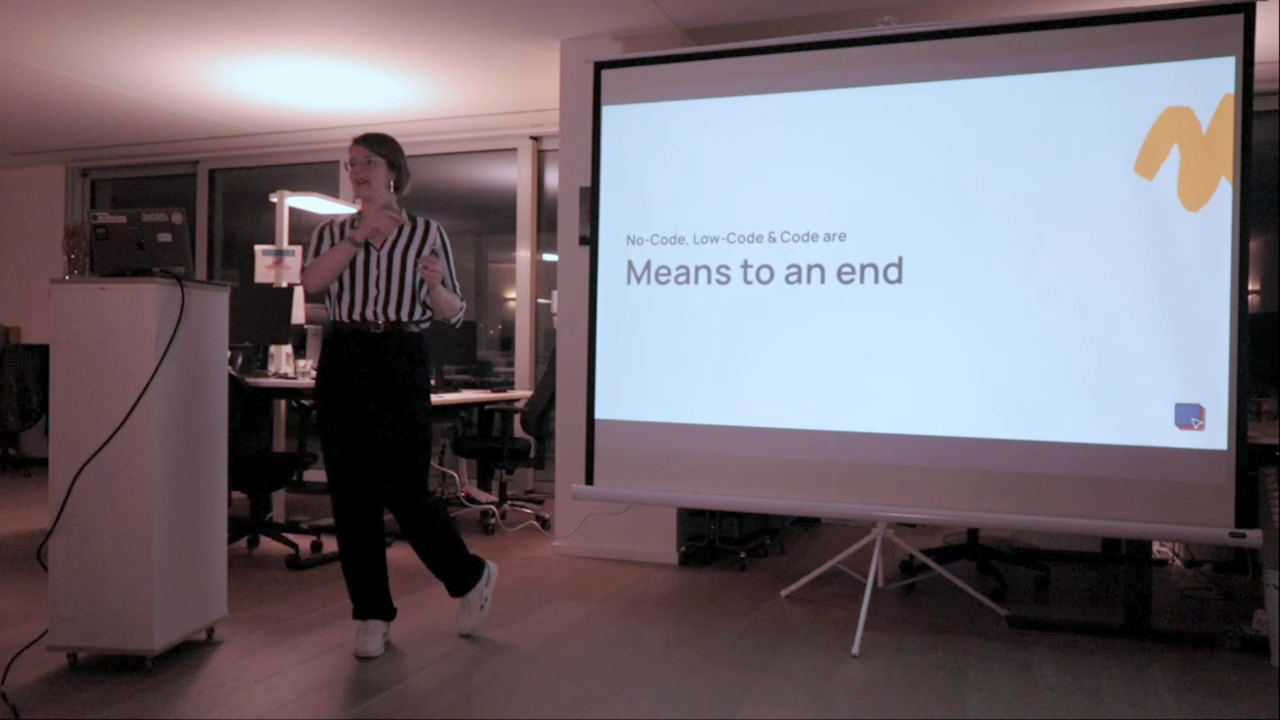 No-Code, Low-Code & Code are
Means to an end